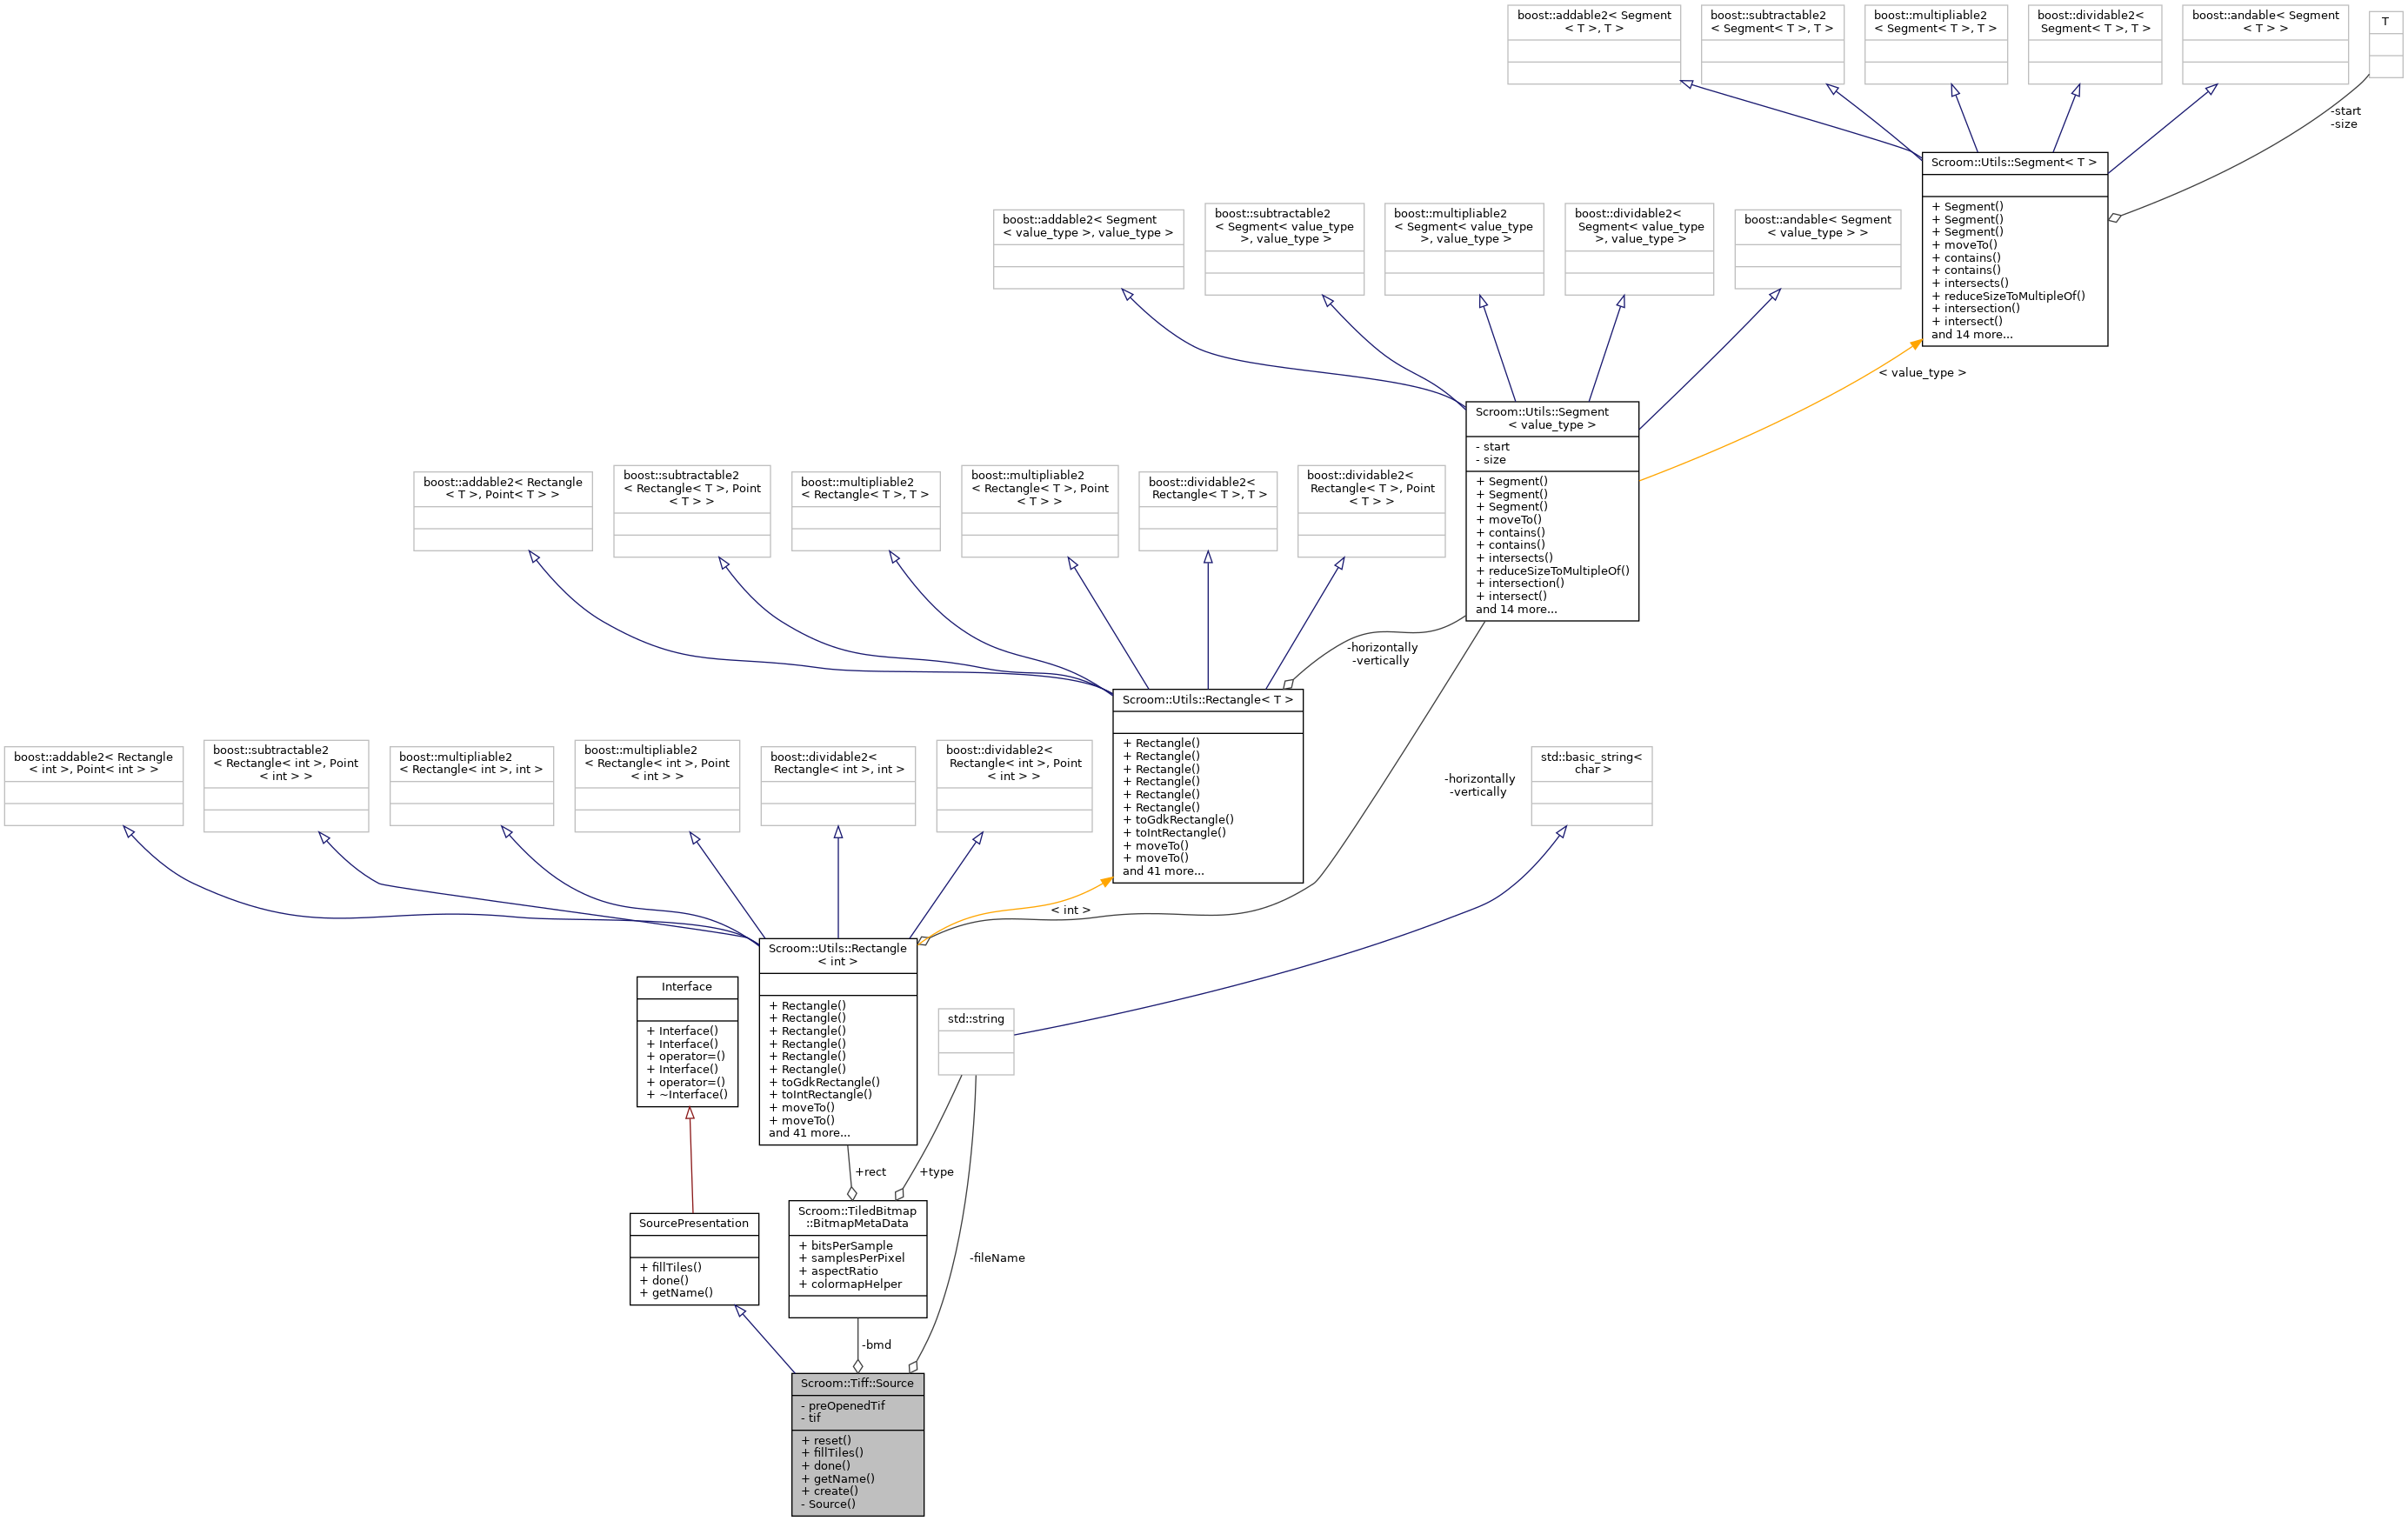 boost::addable2< Segment
< T >, T >
boost::subtractable2
< Segment< T >, T >
boost::multipliable2
< Segment< T >, T >
boost::dividable2<
Segment< T >, T >
boost::andable< Segment
< T > >
T
-start
-size
Scroom::Utils::Segment< T >
+ Segment()
+ Segment()
+ Segment()
+ moveTo()
+ contains()
+ contains()
+ intersects()
+ reduceSizeToMultipleOf()
+ intersection()
+ intersect()
and 14 more...
boost::addable2< Segment
< value_type >, value_type >
boost::subtractable2
< Segment< value_type
>, value_type >
boost::multipliable2
< Segment< value_type
>, value_type >
boost::dividable2<
Segment< value_type
>, value_type >
boost::andable< Segment
< value_type > >
< value_type >
Scroom::Utils::Segment
< value_type >
- start
- size
+ Segment()
+ Segment()
+ Segment()
+ moveTo()
+ contains()
+ contains()
+ intersects()
+ reduceSizeToMultipleOf()
+ intersection()
+ intersect()
and 14 more...
boost::addable2< Rectangle
< T >, Point< T > >
boost::subtractable2
< Rectangle< T >, Point
< T > >
boost::multipliable2
< Rectangle< T >, T >
boost::multipliable2
< Rectangle< T >, Point
< T > >
boost::dividable2<
Rectangle< T >, T >
boost::dividable2<
Rectangle< T >, Point
< T > >
-horizontally
-vertically
Scroom::Utils::Rectangle< T >
+ Rectangle()
+ Rectangle()
+ Rectangle()
+ Rectangle()
+ Rectangle()
+ Rectangle()
+ toGdkRectangle()
+ toIntRectangle()
+ moveTo()
+ moveTo()
and 41 more...
boost::addable2< Rectangle
< int >, Point< int > >
boost::subtractable2
< Rectangle< int >, Point
< int > >
boost::multipliable2
< Rectangle< int >, int >
boost::multipliable2
< Rectangle< int >, Point
< int > >
boost::dividable2<
Rectangle< int >, int >
boost::dividable2<
Rectangle< int >, Point
< int > >
-horizontally
-vertically
std::basic_string<
char >
< int >
Scroom::Utils::Rectangle
< int >
+ Rectangle()
+ Rectangle()
+ Rectangle()
+ Rectangle()
+ Rectangle()
+ Rectangle()
+ toGdkRectangle()
+ toIntRectangle()
+ moveTo()
+ moveTo()
and 41 more...
Interface
+ Interface()
+ Interface()
+ operator=()
+ Interface()
+ operator=()
+ ~Interface()
std::string
+rect
+type
SourcePresentation
+ fillTiles()
+ done()
+ getName()
Scroom::TiledBitmap
::BitmapMetaData
+ bitsPerSample
+ samplesPerPixel
+ aspectRatio
+ colormapHelper
-fileName
-bmd
Scroom::Tiff::Source
- preOpenedTif
- tif
+ reset()
+ fillTiles()
+ done()
+ getName()
+ create()
- Source()